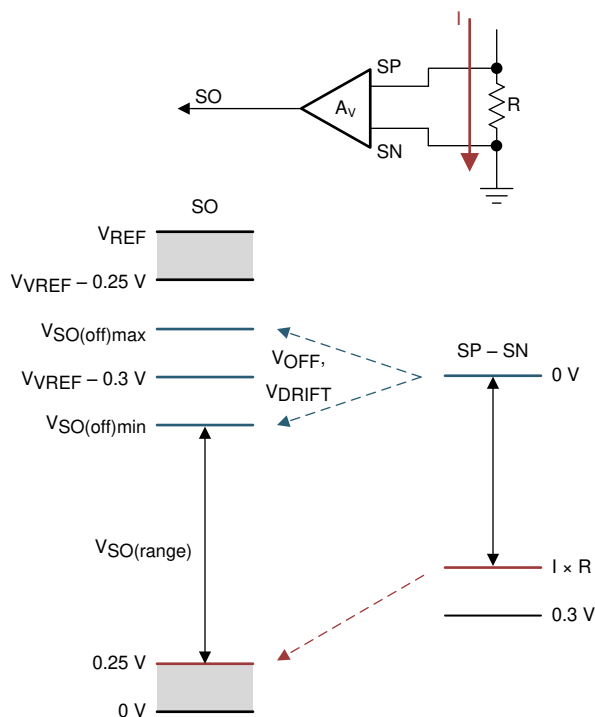 I
SP
SO
AV
R
SN
SO
VREF
VVREF – 0.25 V
VSO(off)max
VOFF,
SP – SN
VVREF – 0.3 V
0 V
VDRIFT
VSO(off)min
VSO(range)
I × R
0.3 V
0.25 V
0 V